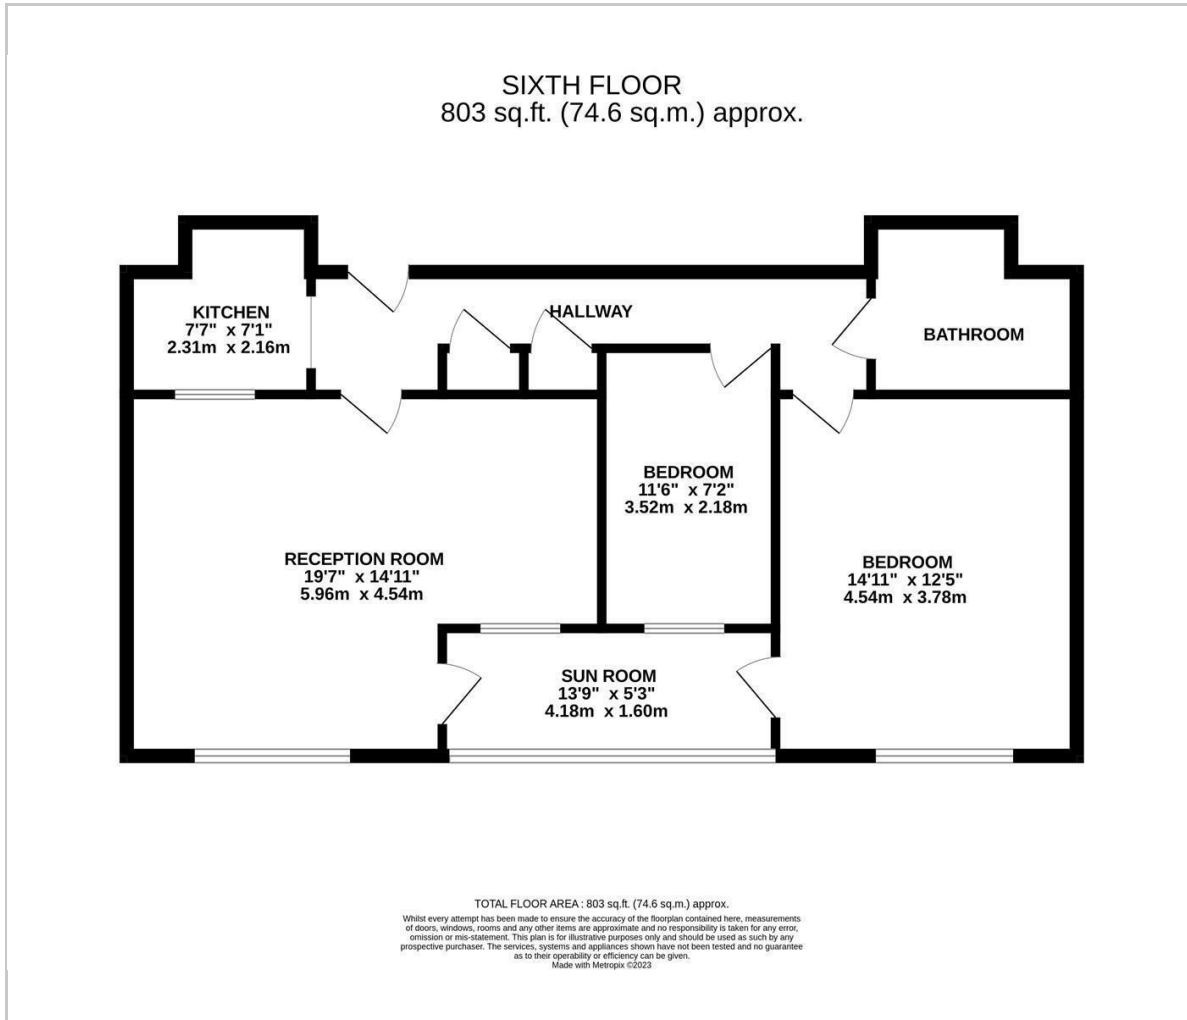 SIXTH FLOOR
803 sq.ft. (74.6 sq.m.) approx.
KITCHEN
7'7" x 7'1"
2.31m x 2.16m
HALLWAY
BATHROOM
BEDROOM
11'6" x 7'2"
3.52m x 2.18m
RECEPTION ROOM
19'7" x 14'11"
5.96m x 4.54m
BEDROOM
14'11" x 12'5"
4.54m x 3.78m
SUN ROOM
13'9" x 5'3"
4.18m x 1.60m
TOTAL FLOOR AREA : 803 sq.ft. (74.6 sq.m.) approx.
Whilst every attempt has been made to ensure the accuracy of the floorplan contained here, measurements
of doors, windows, rooms and any other items are approximate and no responsibility is taken for any error,
omission or mis-statement. This plan is for illustrative purposes only and should be used as such by any
prospective purchaser. The services, systems and appliances shown have not been tested and no guarantee
as to their operability or efficiency can be given.
Made with Metropix ©2023